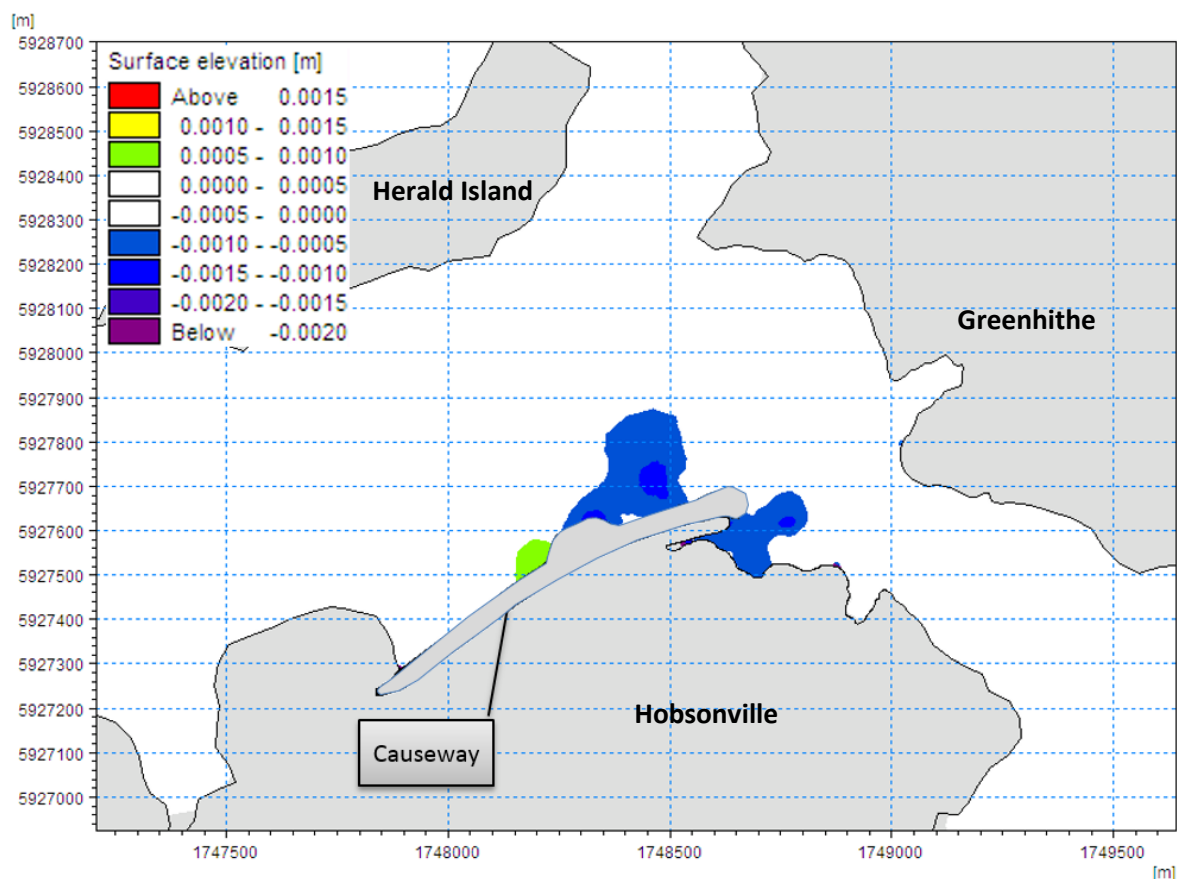 [m]
5928700
5928600
5928500
5928400
5928300
5928200
5928100
5928000
5927900
5927800
5927700
5927600
5927500
5927400
5927300
5927200
5927100
5927000
Surface elevation [m]
Above 0.0015
0.0010 - 0.0015
0.0005 - 0.0010
0.0000 - 0.0005
-0.0005 - 0.0000
-0.0010 - -0.0005
-0.0015 - -0.0010
-0.0020 - -0.0015
Below -0.0020
Herald Island
Greenhithe
Hobsonville
Causeway
1747500 1748000 1748500 1749000 1749500
[m]